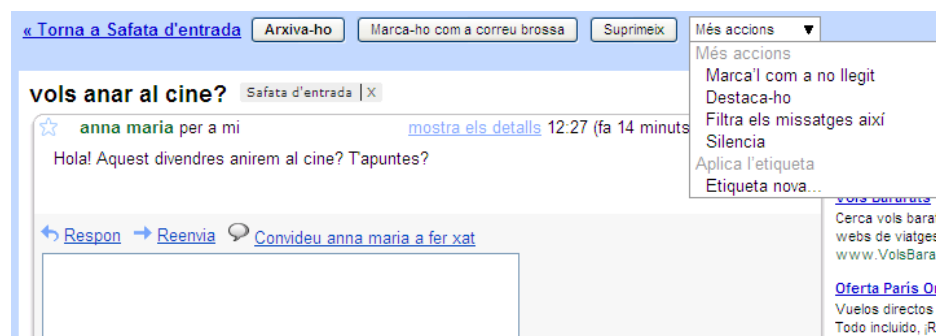 « Torna a Safata d'entrada Arxiva-ho Marca-ho com a correu brossa Suprimeix Més accions
Més accions
Marca'l com a no llegit
Destaca-ho
Filtra els missatges així
Silencia
Aplica l'etiqueta
Etiqueta nova...
vols anar al cine? Safata d'entrada X
anna maria per a mi mostra els detalls 12:27 (fa 14 minuts
Hola! Aquest divendres anirem al cine? T'apuntes?
Respon Reenvia Convideu anna maria a fer xat
Vols Bararats
Cerca vols
webs de viatges
www.VolsBara
Oferta Paris
Vuelos directos
Todo incluido,